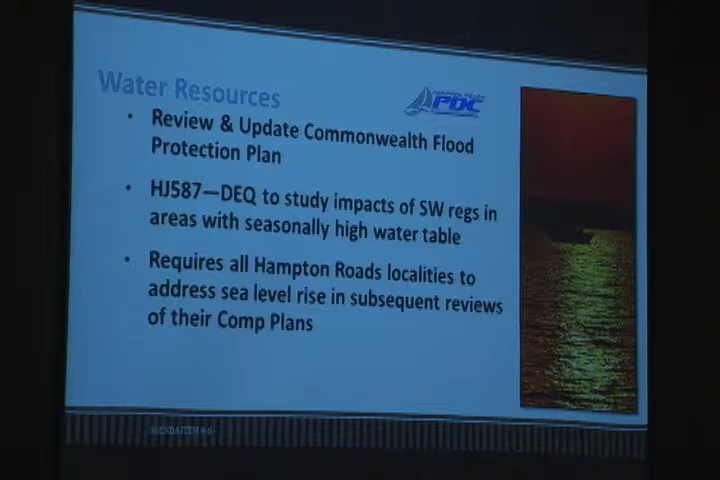 Water Resources
PDC
• Review & Update Commonwealth Flood
Protection Plan
• HJ587—DEQ to study impacts of SW regs in
areas with seasonally high water table
• Requires all Hampton Roads localities to
address sea level rise in subsequent reviews
of their Comp Plans